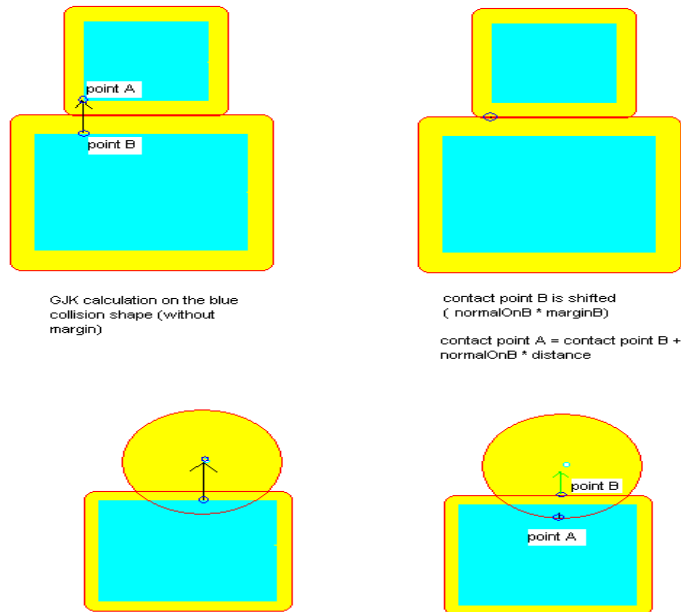 point A
point B
GJK calculation on the blue
collision shape (without
margin)
contact point B is shifted
( normalOnB * marginB)
contact point A = contact point B +
normalOnB * distance
point B
point A